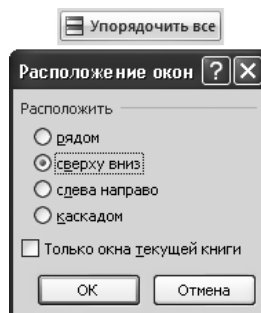 Упорядочить все
Расположение окон
Расположить
рядом
сверху вниз
слева направо
каскадом
Только окна текущей книги
ОК
Отмена